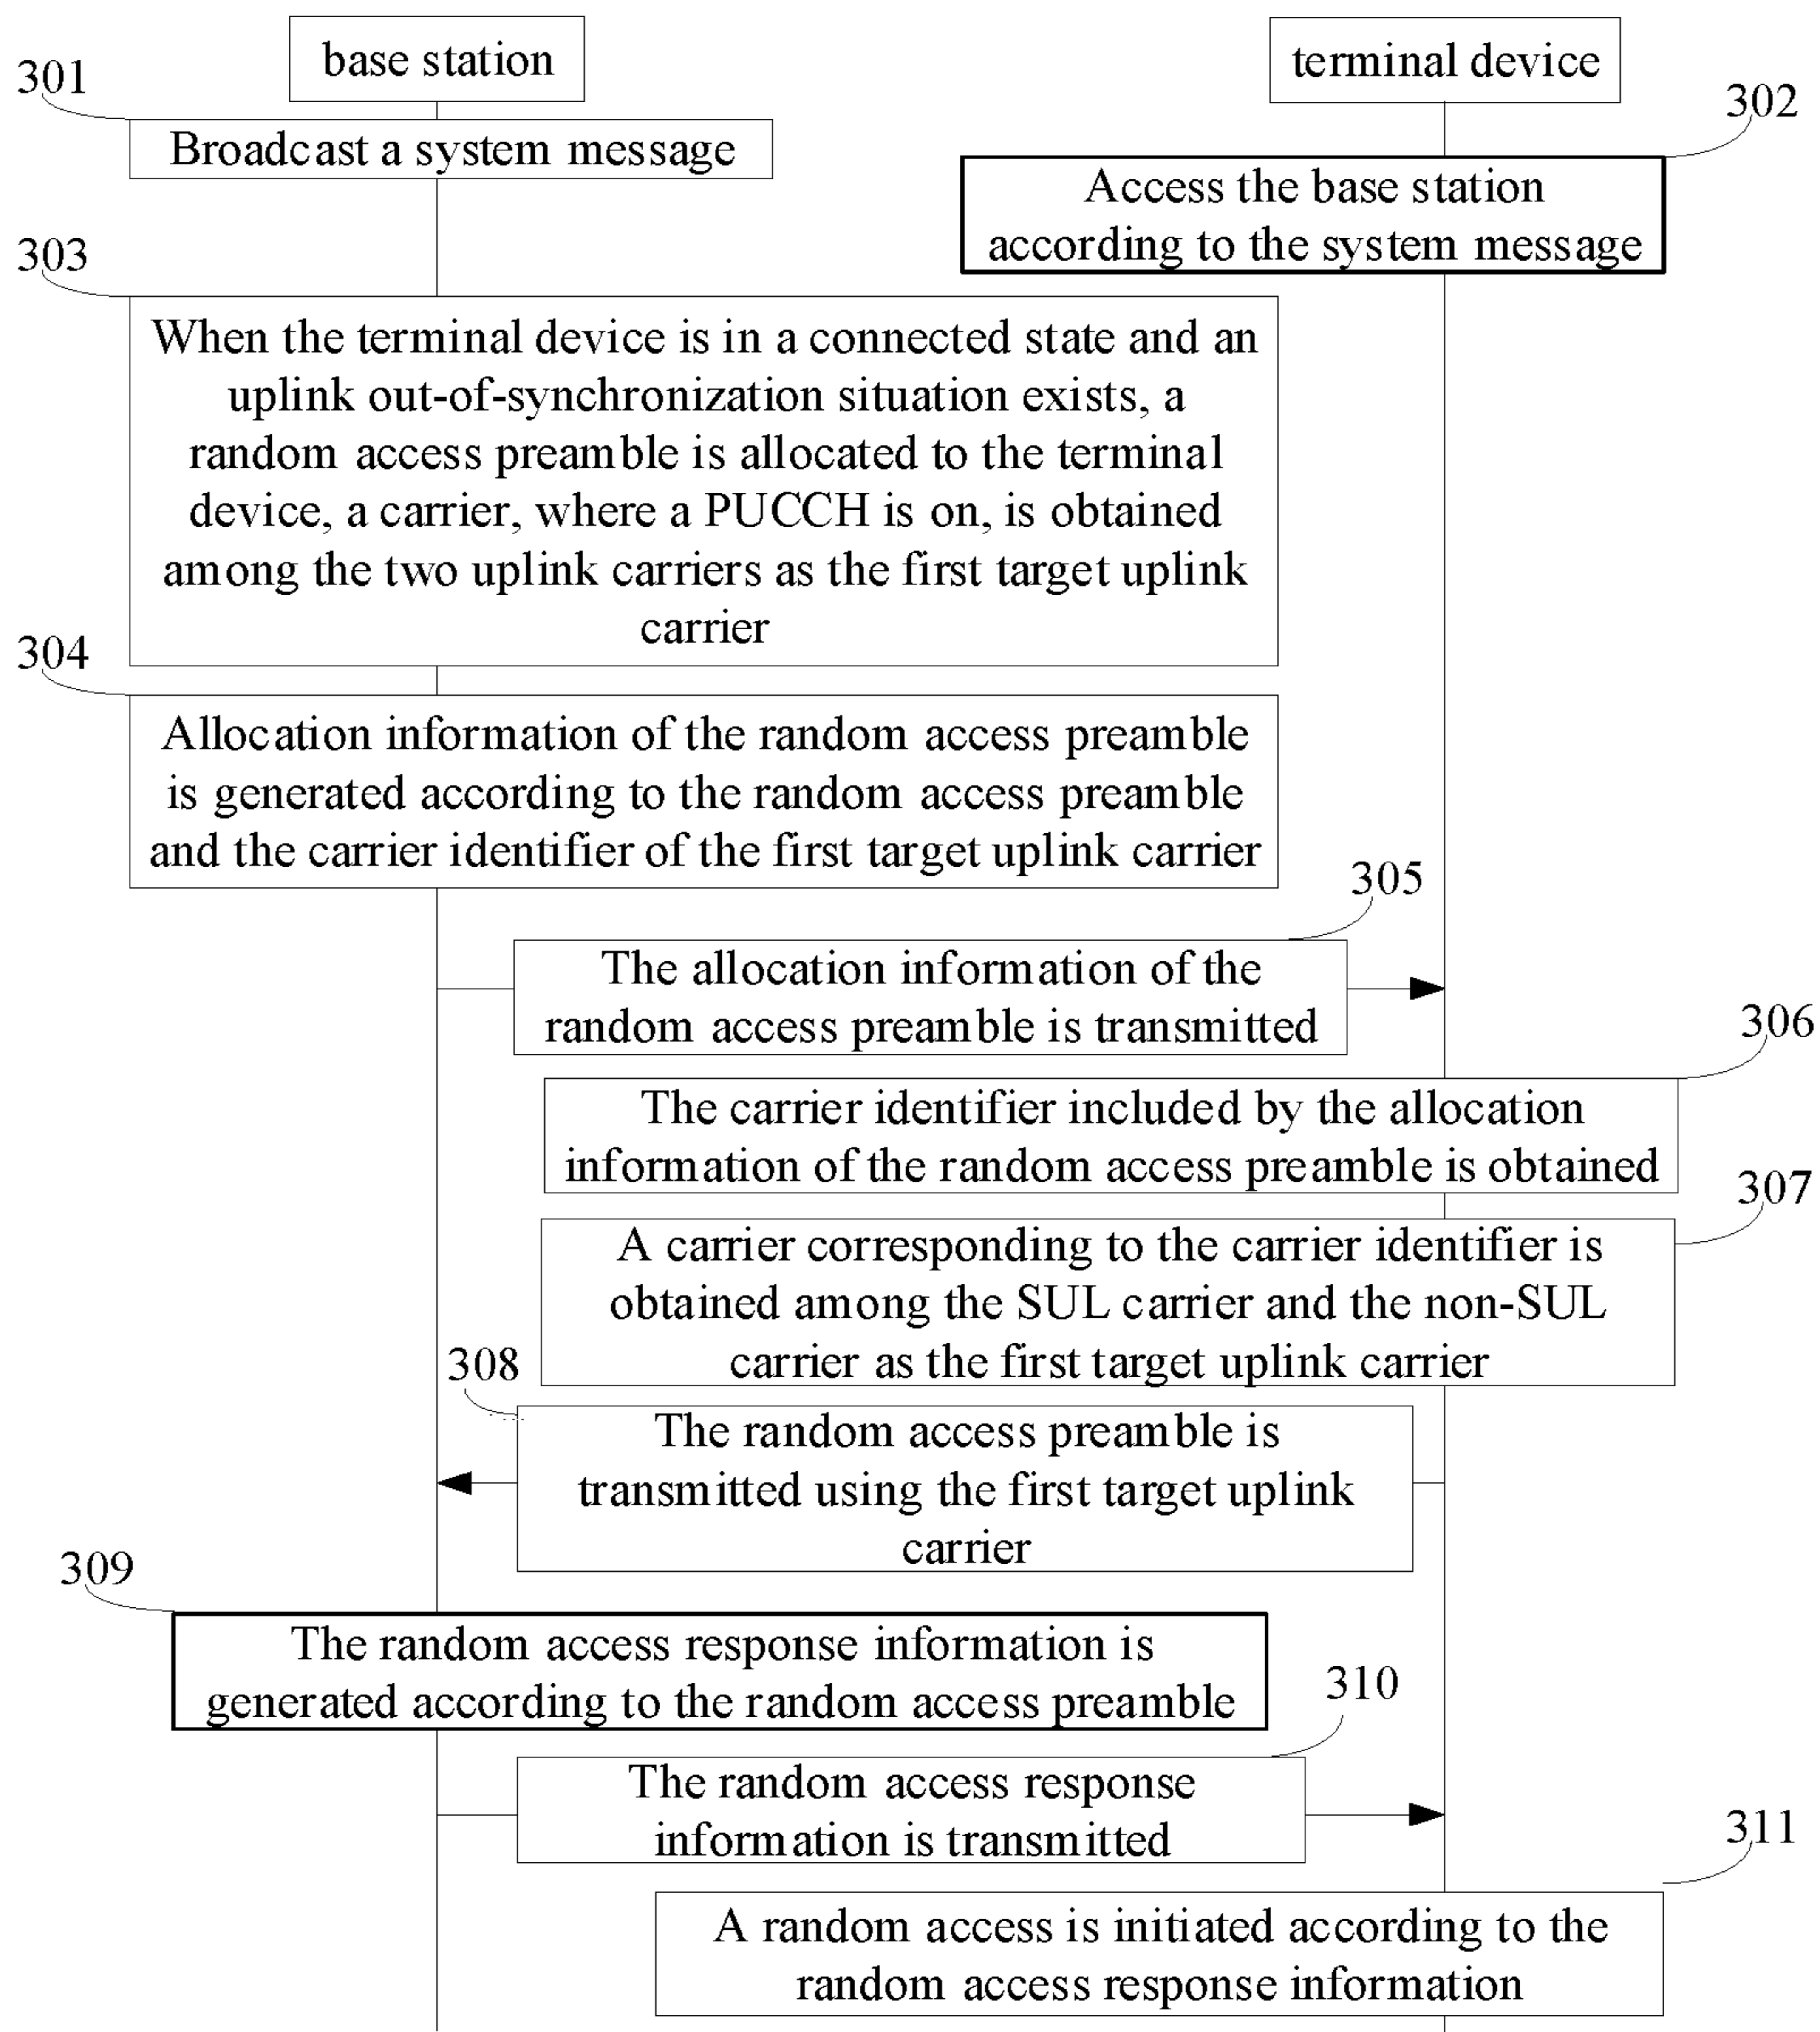 base station
terminal device
301
302
Broadcast a system message
Access the base station
according to the system message
303
When the terminal device is in a connected state and an
uplink out-of-synchronization situation exists, a
random access preamble is allocated to the terminal
device, a carrier, where a PUCCH is on, is obtained
among the two uplink carriers as the first target uplink
carrier
304
Allocation information of the random access preamble
is generated according to the random access preamble
and the carrier identifier of the first target uplink carrier
305
The allocation information of the
random access preamble is transmitted
306
The carrier identifier included by the allocation
information of the random access preamble is obtained
307
A carrier corresponding to the carrier identifier is
obtained among the SUL carrier and the non-SUL
carrier as the first target uplink carrier
308
The random access preamble is
transmitted using the first target uplink
carrier
309
The random access response information is
generated according to the random access preamble
310
The random access response
information is transmitted
311
A random access is initiated according to the
random access response information